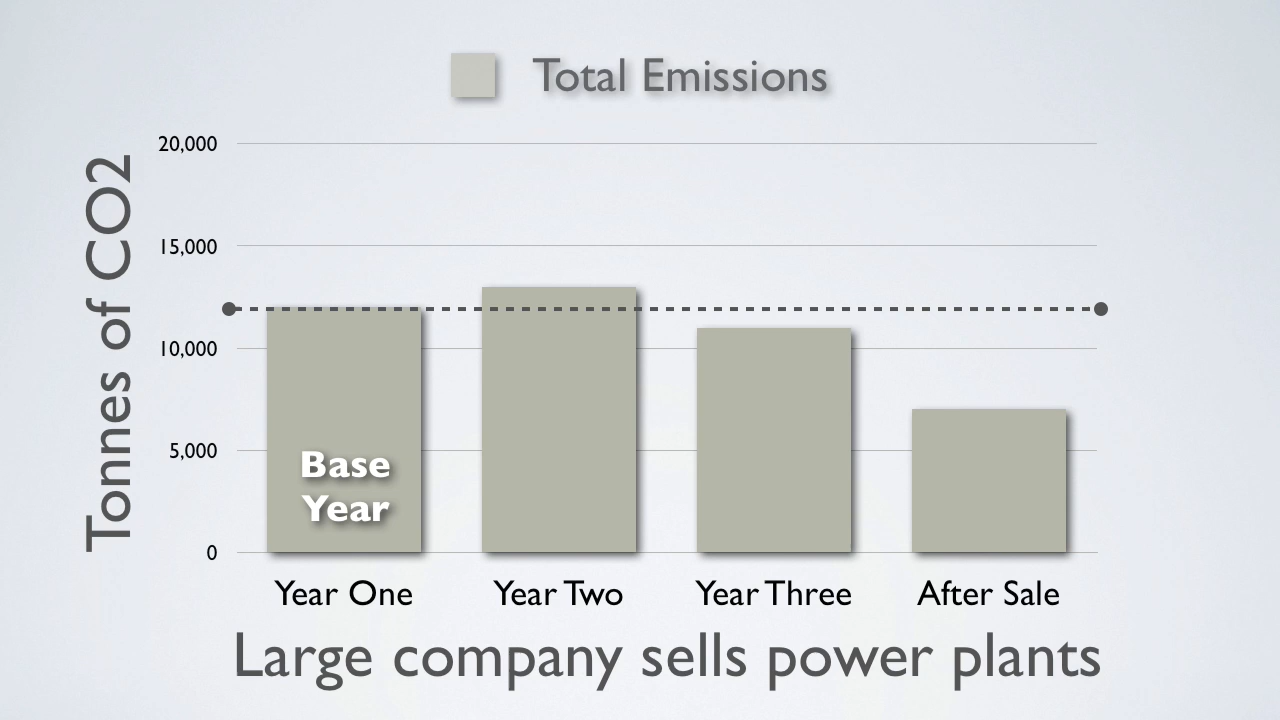 Total Emissions
Tonnes of CO2
20,000
15,000
10,000
5,000
0
Base
Year
Year One
Year Two
Year Three
After Sale
Large company sells power plants